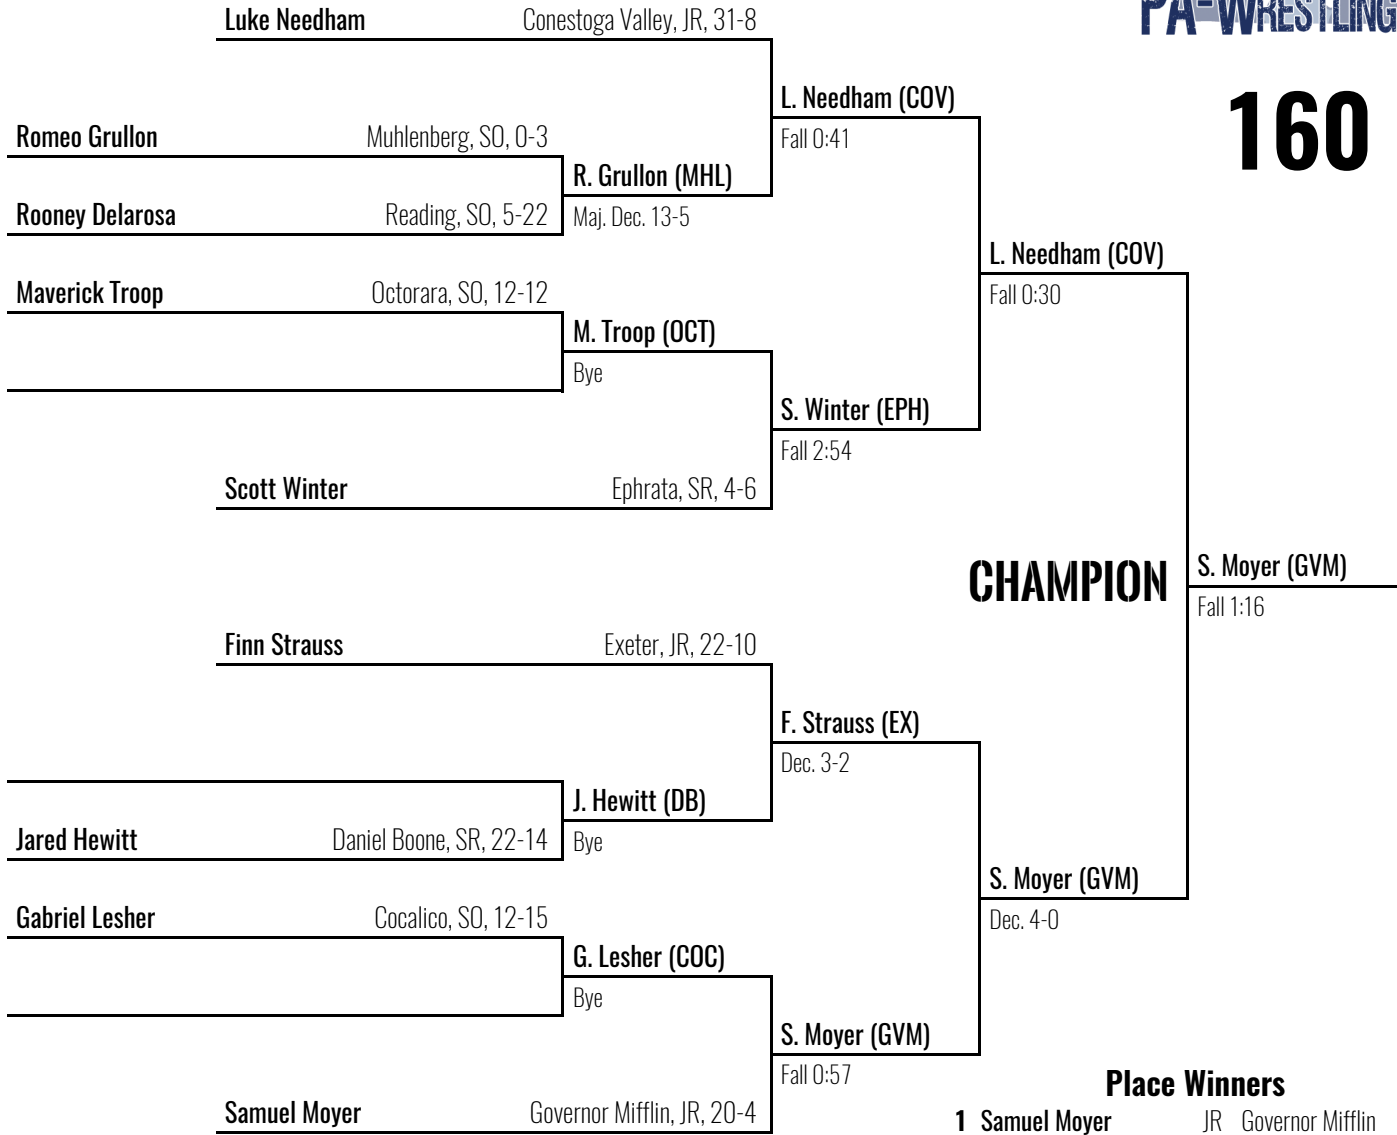 PA-WRESTLING
160
Luke Needham Conestoga Valley, JR, 31-8
L. Needham (COV)
Fall 0:41
Romeo Grullon Muhlenberg, SO, 0-3
R. Grullon (MHL)
Maj. Dec. 13-5
Rooney Delarosa Reading, SO, 5-22
L. Needham (COV)
Fall 0:30
Maverick Troop Octorara, SO, 12-12
M. Troop (OCT)
Bye
S. Winter (EPH)
Fall 2:54
Scott Winter Ephrata, SR, 4-6
CHAMPION
S. Moyer (GVM)
Fall 1:16
Finn Strauss Exeter, JR, 22-10
F. Strauss (EX)
Dec. 3-2
J. Hewitt (DB)
Bye
Jared Hewitt Daniel Boone, SR, 22-14
S. Moyer (GVM)
Dec. 4-0
Gabriel Lesher Cocalico, SO, 12-15
G. Lesher (COC)
Bye
S. Moyer (GVM)
Fall 0:57
Samuel Moyer Governor Mifflin, JR, 20-4
Place Winners
1 Samuel Moyer JR Governor Mifflin